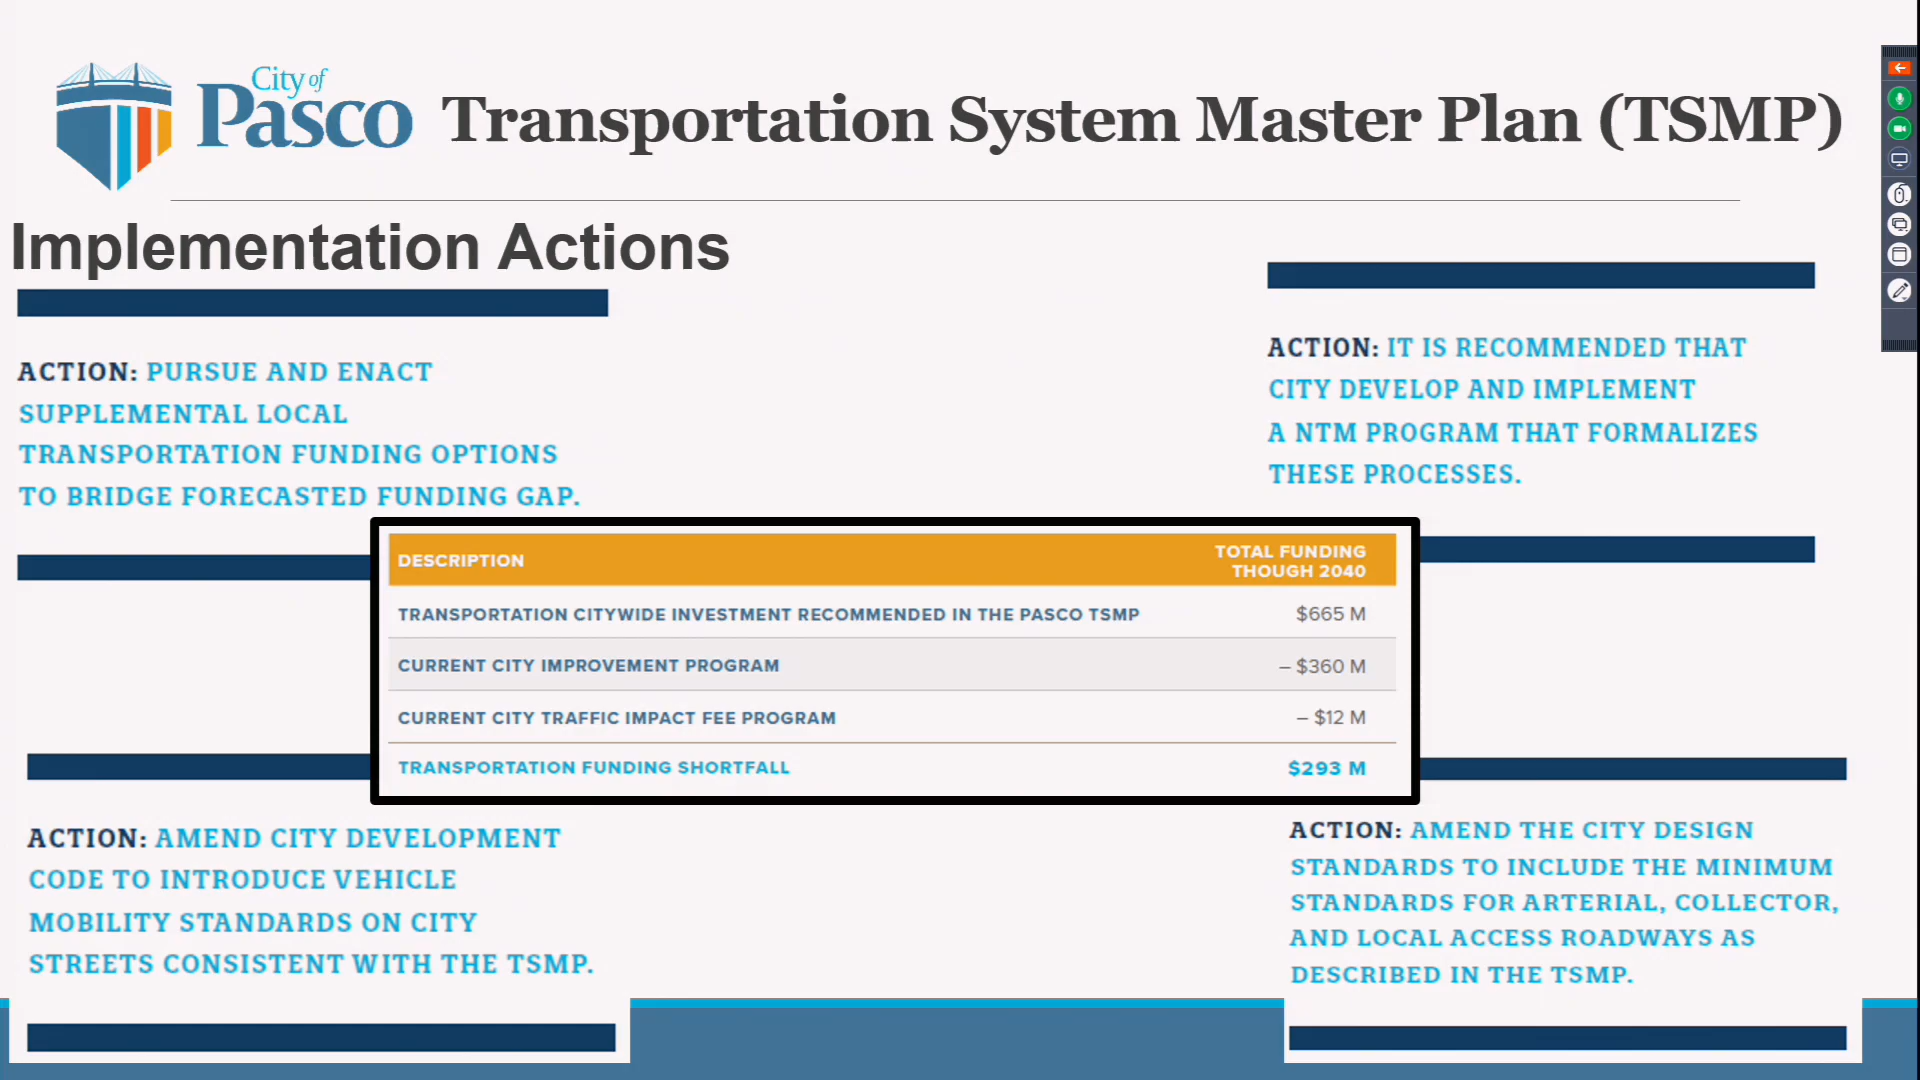 City of
Pasco
Transportation System Master Plan (TSMP)
Implementation Actions
ACTION: PURSUE AND ENACT
SUPPLEMENTAL LOCAL
TRANSPORTATION FUNDING OPTIONS
TO BRIDGE FORECASTED FUNDING GAP.
ACTION: IT IS RECOMMENDED THAT
CITY DEVELOP AND IMPLEMENT
A NTM PROGRAM THAT FORMALIZES
THESE PROCESSES.
DESCRIPTION TOTAL FUNDING
THOUGH 2040
TRANSPORTATION CITYWIDE INVESTMENT RECOMMENDED IN THE PASCO TSMP $665 M
CURRENT CITY IMPROVEMENT PROGRAM – $360 M
CURRENT CITY TRAFFIC IMPACT FEE PROGRAM – $12 M
TRANSPORTATION FUNDING SHORTFALL $293 M
ACTION: AMEND CITY DEVELOPMENT
CODE TO INTRODUCE VEHICLE
MOBILITY STANDARDS ON CITY
STREETS CONSISTENT WITH THE TSMP.
ACTION: AMEND THE CITY DESIGN
STANDARDS TO INCLUDE THE MINIMUM
STANDARDS FOR ARTERIAL, COLLECTOR,
AND LOCAL ACCESS ROADWAYS AS
DESCRIBED IN THE TSMP.